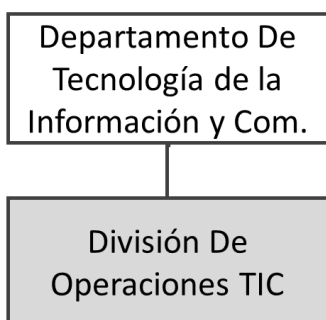 Departamento De
Tecnología de la
Información y Com.
División De
Operaciones TIC